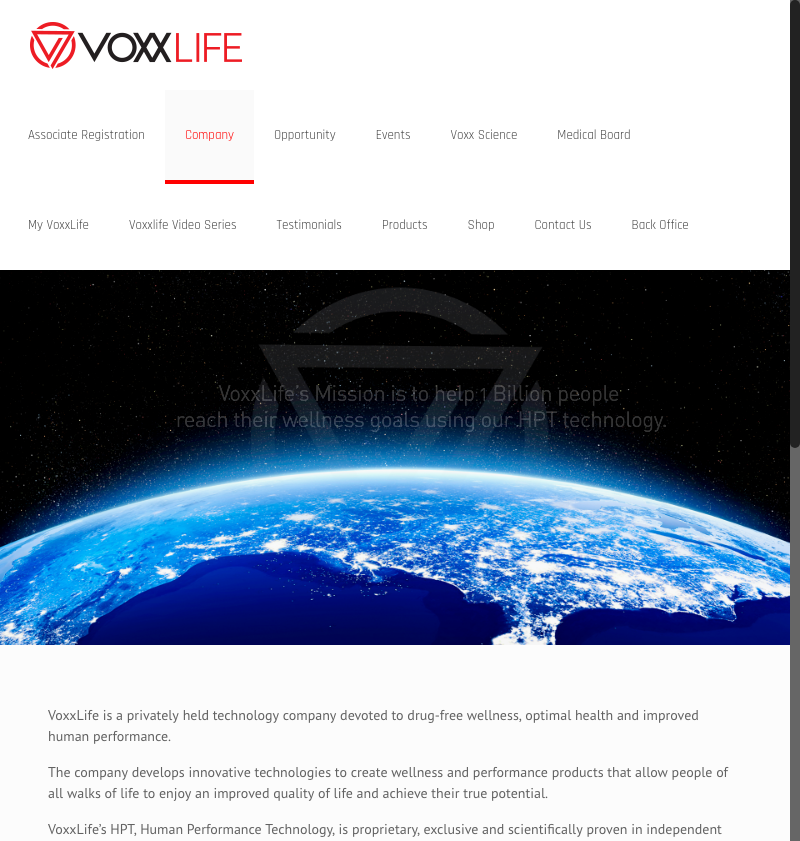 VOXXLIFE
Associate Registration Company Opportunity Events Voxx Science Medical Board
My VoxxLife Voxxlife Video Series Testimonials Products Shop Contact Us Back Office
VoxxLife's Mission is to help 1 Billion people
reach their wellness goals using our HPT technology.
VoxxLife is a privately held technology company devoted to drug-free wellness, optimal health and improved
human performance.
The company develops innovative technologies to create wellness and performance products that allow people of
all walks of life to enjoy an improved quality of life and achieve their true potential.
VoxxLife's HPT, Human Performance Technology, is proprietary, exclusive and scientifically proven in independent